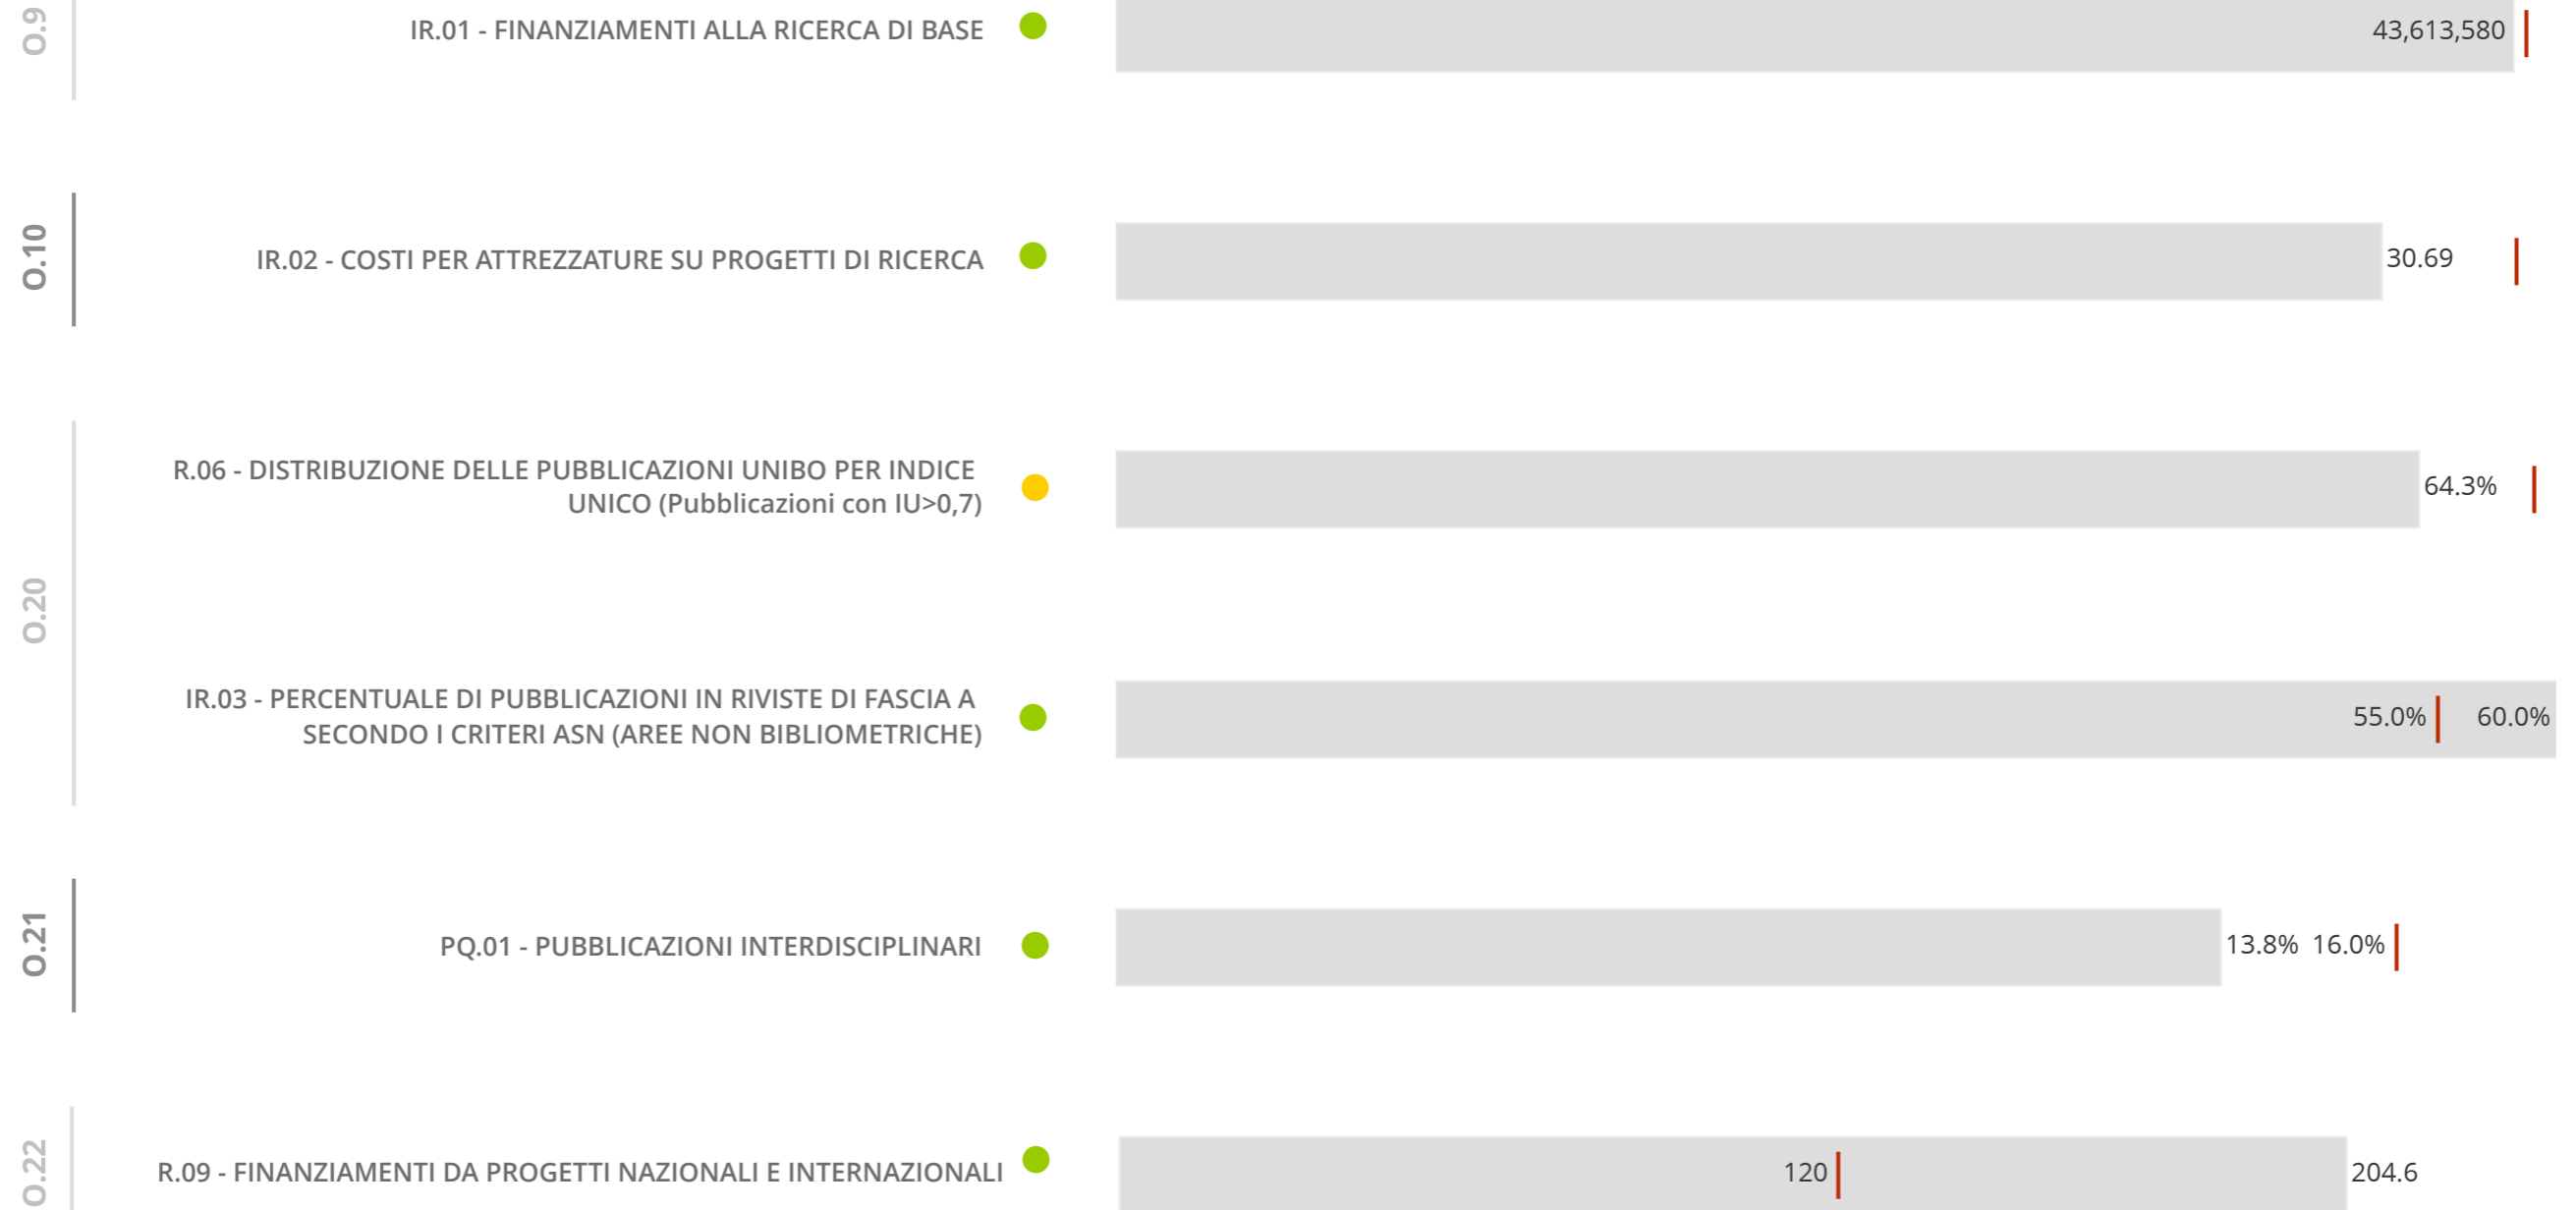 O.9
IR.01 - FINANZIAMENTI ALLA RICERCA DI BASE
43,613,580
O.10
IR.02 - COSTI PER ATTREZZATURE SU PROGETTI DI RICERCA
30.69
O.20
R.06 - DISTRIBUZIONE DELLE PUBBLICAZIONI UNIBO PER INDICE
UNICO (Pubblicazioni con IU>0,7)
64.3%
IR.03 - PERCENTUALE DI PUBBLICAZIONI IN RIVISTE DI FASCIA A
SECONDO I CRITERI ASN (AREE NON BIBLIOMETRICHE)
55.0% 60.0%
O.21
PQ.01 - PUBBLICAZIONI INTERDISCIPLINARI
13.8% 16.0%
O.22
R.09 - FINANZIAMENTI DA PROGETTI NAZIONALI E INTERNAZIONALI
120 204.6